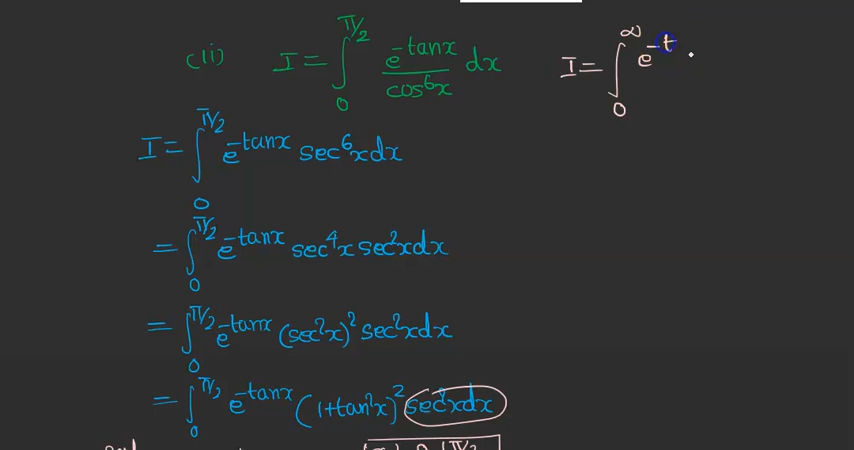 (ii) I = ∫₀^{π/2} e^{-tanx}/cos⁶x dx
I = ∫₀^∞ e^{-t}
I = ∫₀^{π/2} e^{-tanx} sec⁶x dx
= ∫₀^{π/2} e^{-tanx} sec⁴x sec²x dx
= ∫₀^{π/2} e^{-tanx} (sec²x)² sec²x dx
= ∫₀^{π/2} e^{-tanx} (1+tan²x)² sec²x dx